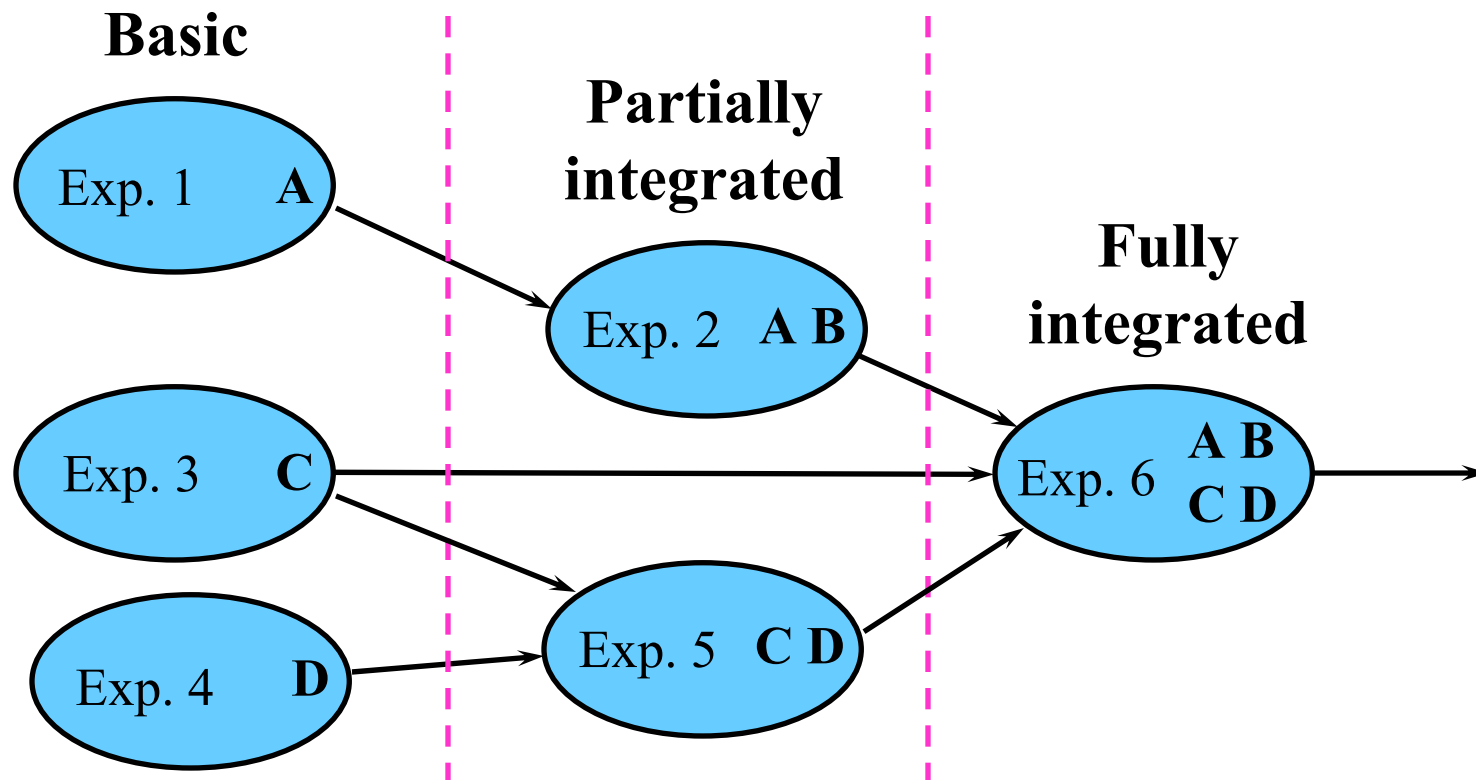 Basic
Exp. 1 A
Partially
integrated
Exp. 2 A B
Fully
integrated
Exp. 3 C
Exp. 6
A B
C D
Exp. 4 D
Exp. 5 C D